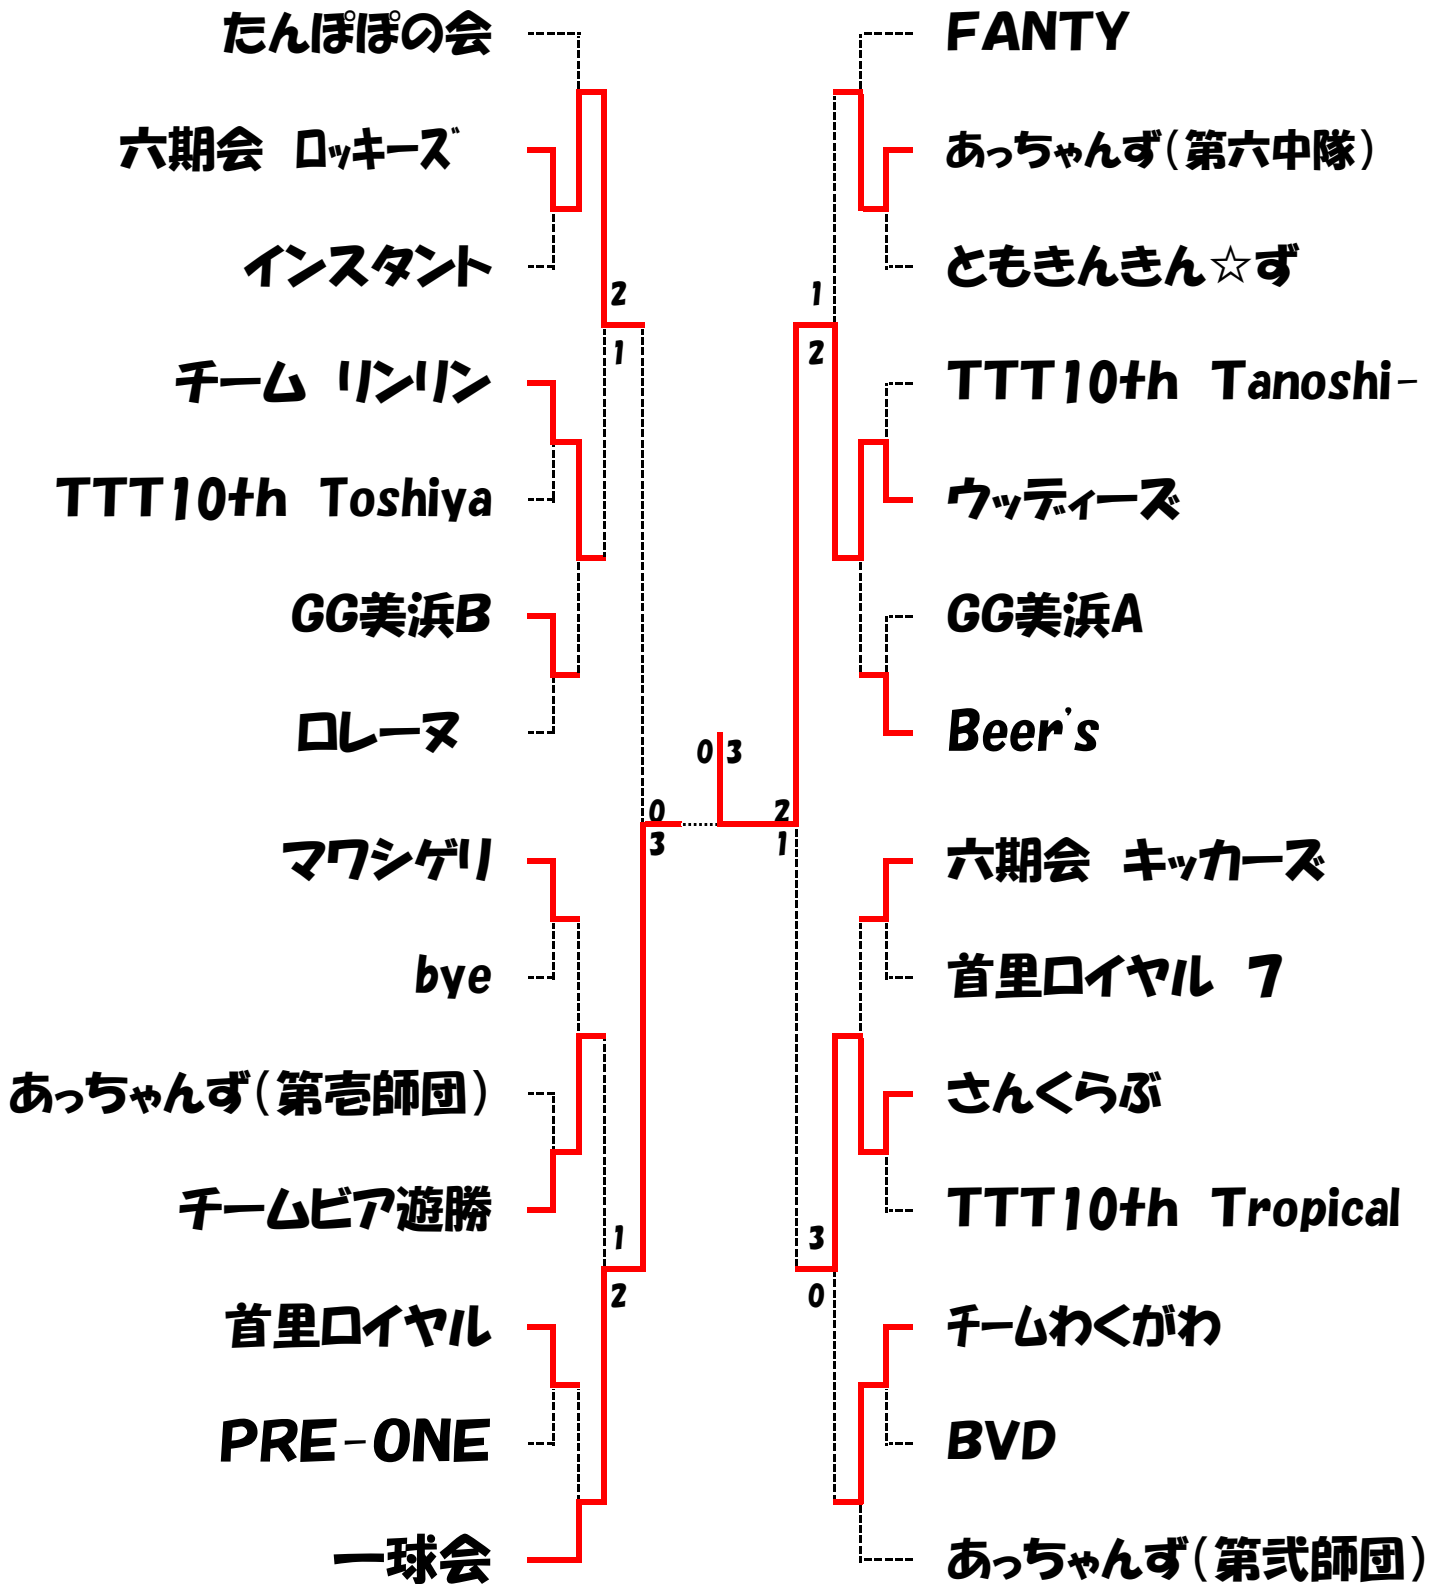 たんぽぽの会
六期会　ロッキーズ
インスタント
チーム　リンリン
TTT10th　Toshiya
GG美浜B
ロレーヌ
マワシゲリ
bye
あっちゃんず（第壱師団）
チームビア遊勝
首里ロイヤル
PRE-ONE
一球会
2
1
0
3
1
2
0 3
1
2
2
1
3
0
FANTY
あっちゃんず（第六中隊）
ともきんきん☆ず
TTT10th　Tanoshi-
ウッディーズ
GG美浜A
Beer's
六期会　キッカーズ
首里ロイヤル　7
さんくらぶ
TTT10th　Tropical
チームわくがわ
BVD
あっちゃんず（第弐師団）